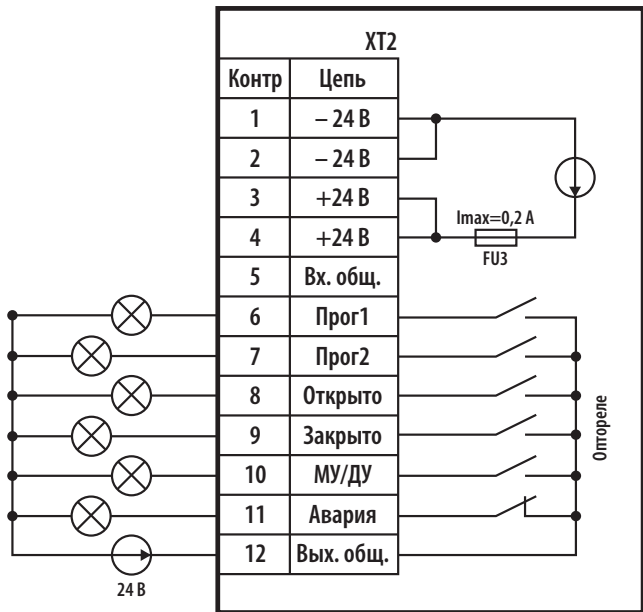 XT2
Контр Цепь
1 – 24 В
2 – 24 В
3 +24 В
4 +24 В
Imax=0,2 А
FU3
5 Вх. общ.
6 Прог1
7 Прог2
8 Открыто
9 Закрыто
10 МУ/ДУ
11 Авария
12 Вых. общ.
Оптореле
24 В